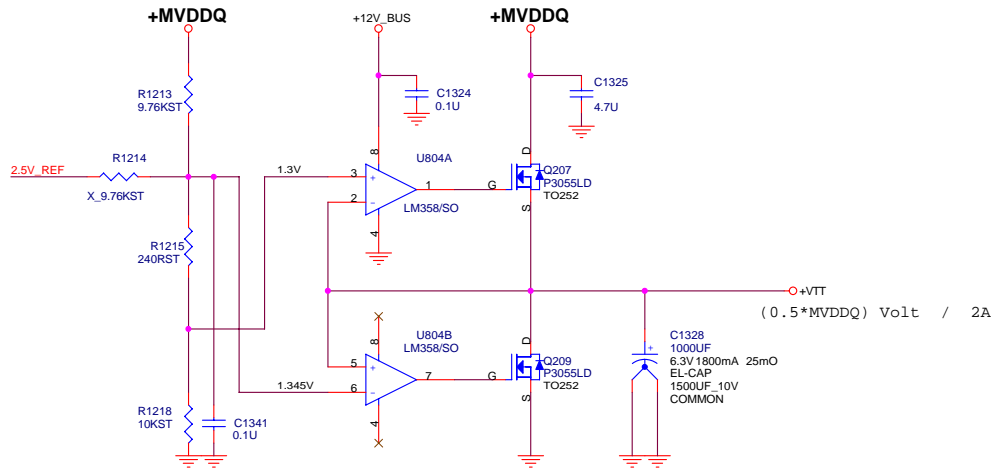 +MVDDQ
+12V_BUS
+MVDDQ
R1213
9.76KST
C1324
0.1U
C1325
4.7U
2.5V_REF
R1214
X_9.76KST
1.3V
8
3
+
2
-
1
4
U804A
LM358/SO
D
G
S
Q207
P3055LD
TO252
R1215
240RST
+VTT
(0.5*MVDDQ) Volt / 2A
U804B
LM358/SO
8
5
+
6
-
7
4
1.345V
D
G
S
Q209
P3055LD
TO252
C1328
1000UF
+
6.3V 1800mA 25mO
EL-CAP
1500UF_10V
COMMON
R1218
10KST
C1341
0.1U